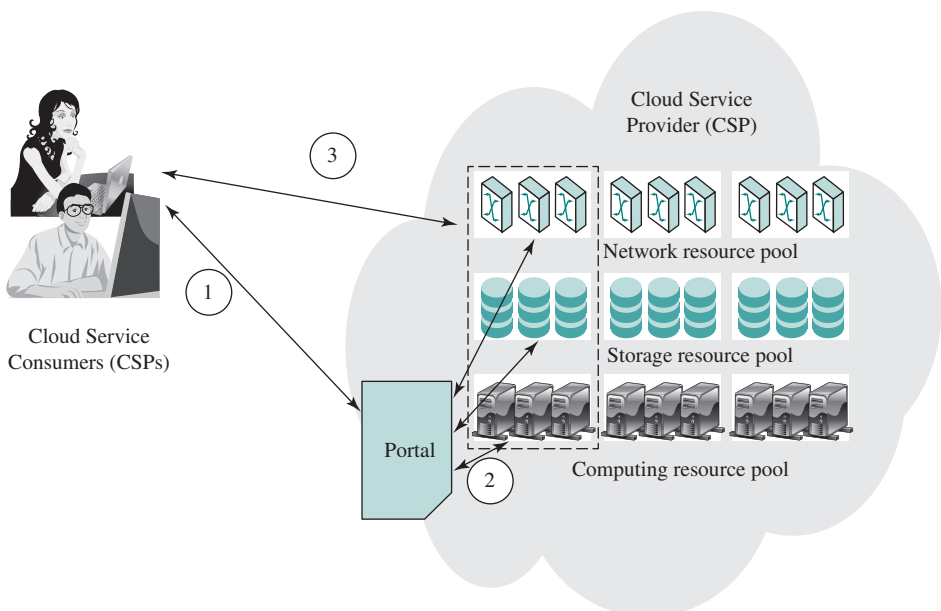 Cloud Service
Provider (CSP)
3
Network resource pool
1
Cloud Service
Consumers (CSPs)
Storage resource pool
Portal
2
Computing resource pool